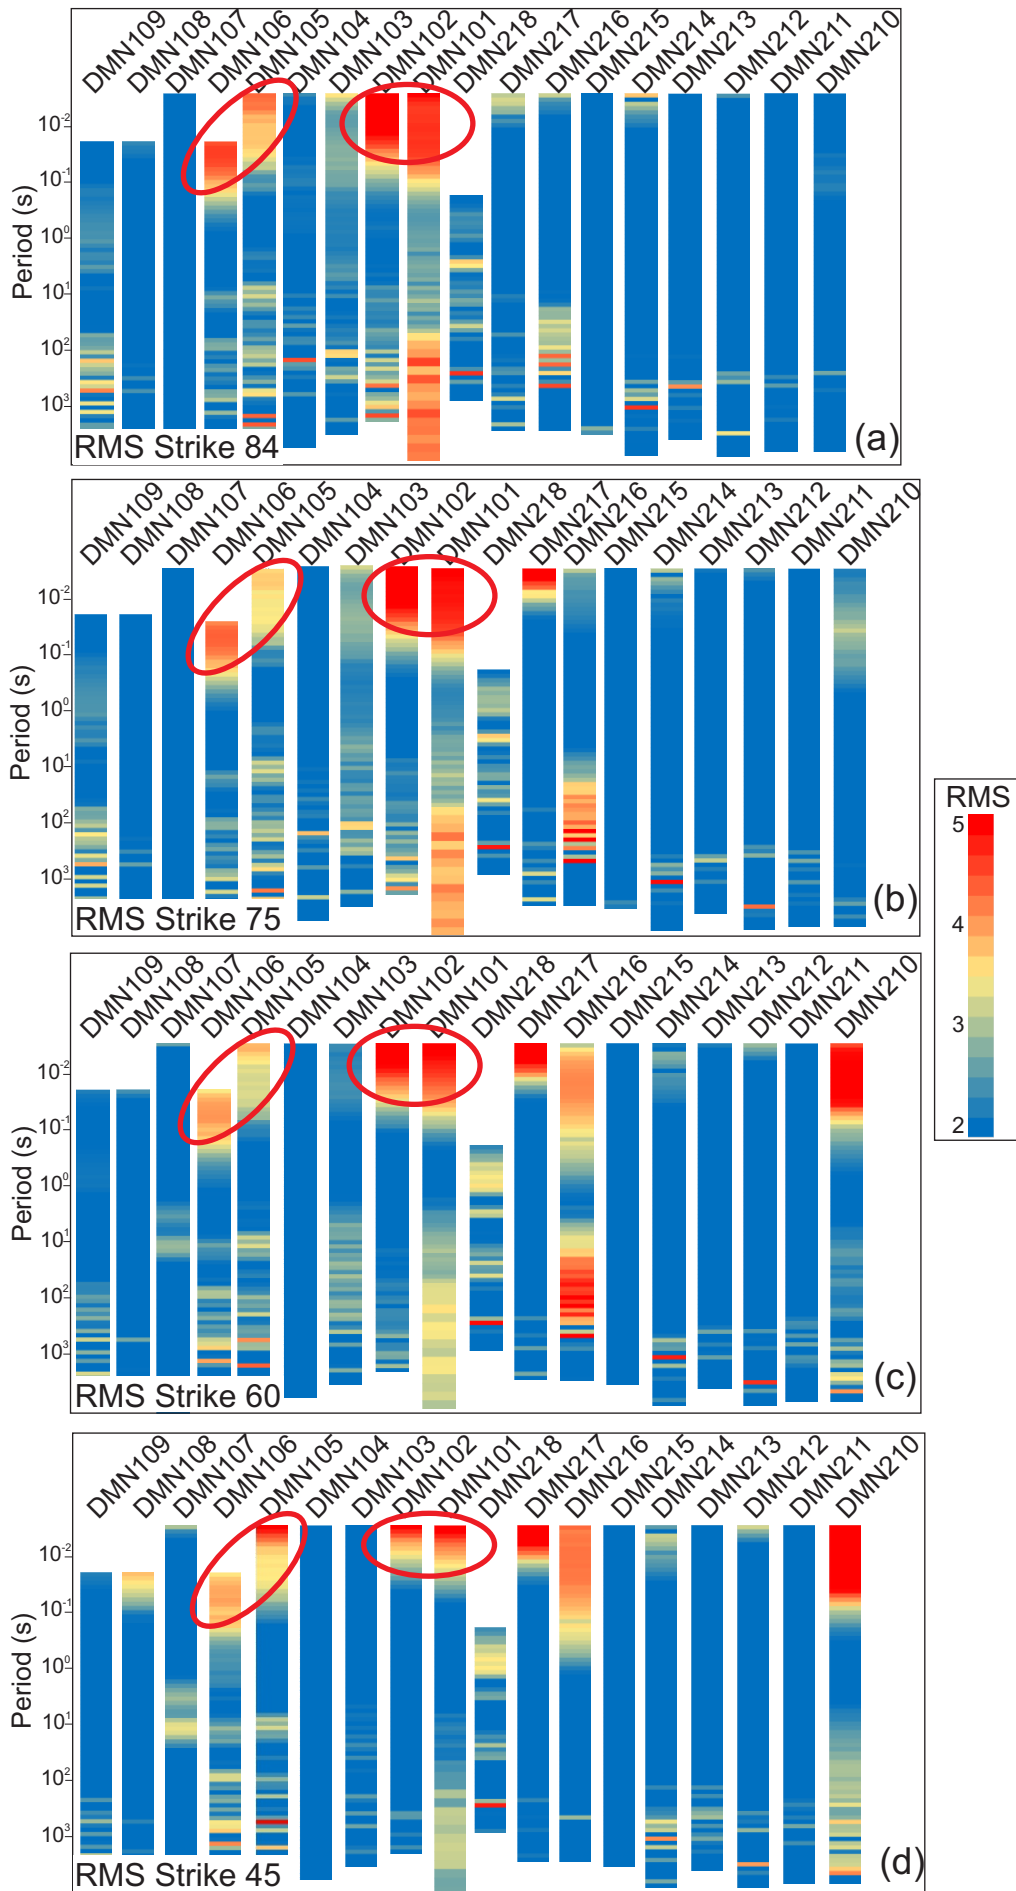 DMN109 DMN108 DMN107 DMN106 DMN105 DMN104 DMN103 DMN102 DMN101 DMN218 DMN217 DMN216 DMN215 DMN214 DMN213 DMN212 DMN211 DMN210
10-2
10-1
100
101
102
103
Period (s)
RMS Strike 84
(a)
DMN109 DMN108 DMN107 DMN106 DMN105 DMN104 DMN103 DMN102 DMN101 DMN218 DMN217 DMN216 DMN215 DMN214 DMN213 DMN212 DMN211 DMN210
10-2
10-1
100
101
102
103
Period (s)
RMS Strike 75
(b)
RMS
5
4
3
2
DMN109 DMN108 DMN107 DMN106 DMN105 DMN104 DMN103 DMN102 DMN101 DMN218 DMN217 DMN216 DMN215 DMN214 DMN213 DMN212 DMN211 DMN210
10-2
10-1
100
101
102
103
Period (s)
RMS Strike 60
(c)
DMN109 DMN108 DMN107 DMN106 DMN105 DMN104 DMN103 DMN102 DMN101 DMN218 DMN217 DMN216 DMN215 DMN214 DMN213 DMN212 DMN211 DMN210
10-2
10-1
100
101
102
103
Period (s)
RMS Strike 45
(d)